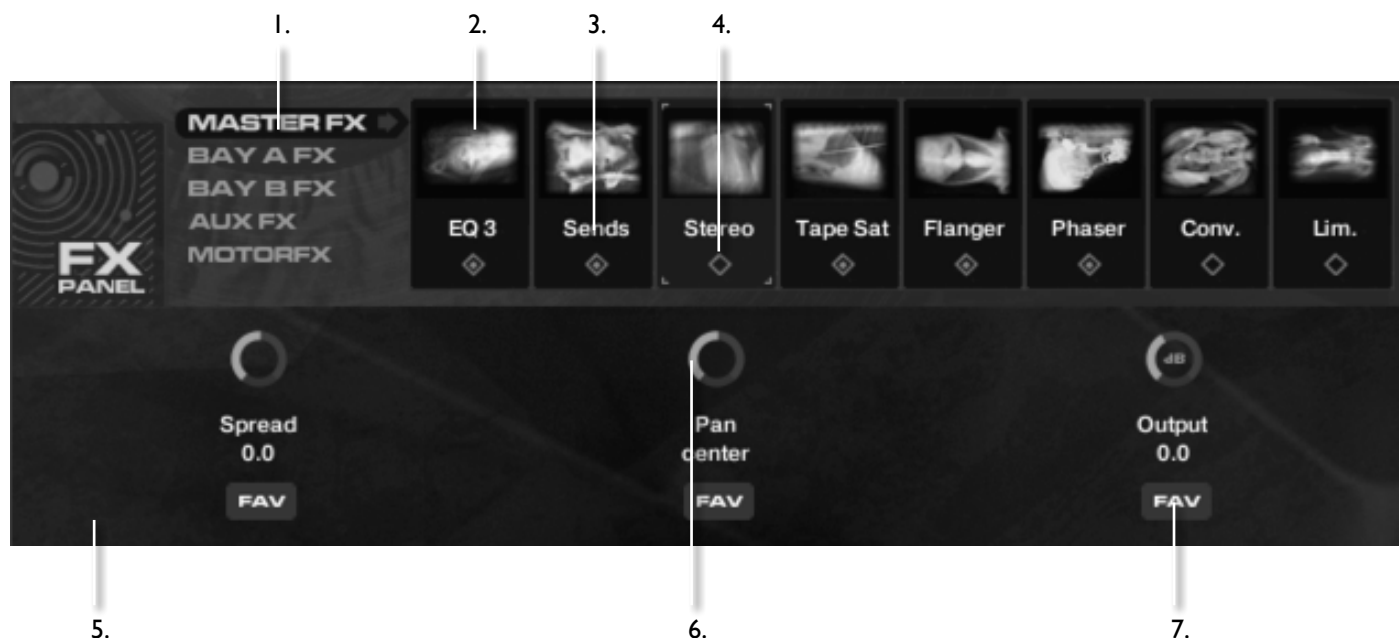 1. 2. 3. 4.
MASTER FX
BAY A FX
BAY B FX
AUX FX
MOTORFX
FX
PANEL
EQ 3 Sends Stereo Tape Sat Flanger Phaser Conv. Lim.
dB
Spread Pan Output
0.0 center 0.0
FAV FAV FAV
5. 6. 7.